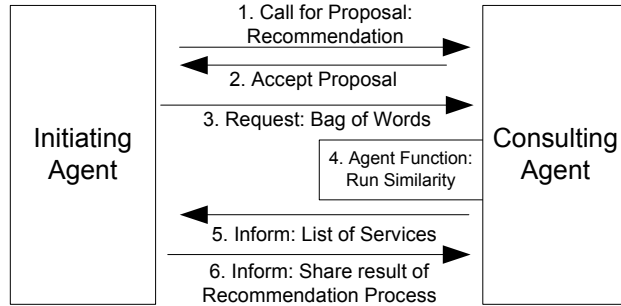 1. Call for Proposal:
Recommendation
2. Accept Proposal
3. Request: Bag of Words
Initiating
Agent
4. Agent Function:
Run Similarity
Consulting
Agent
5. Inform: List of Services
6. Inform: Share result of
Recommendation Process